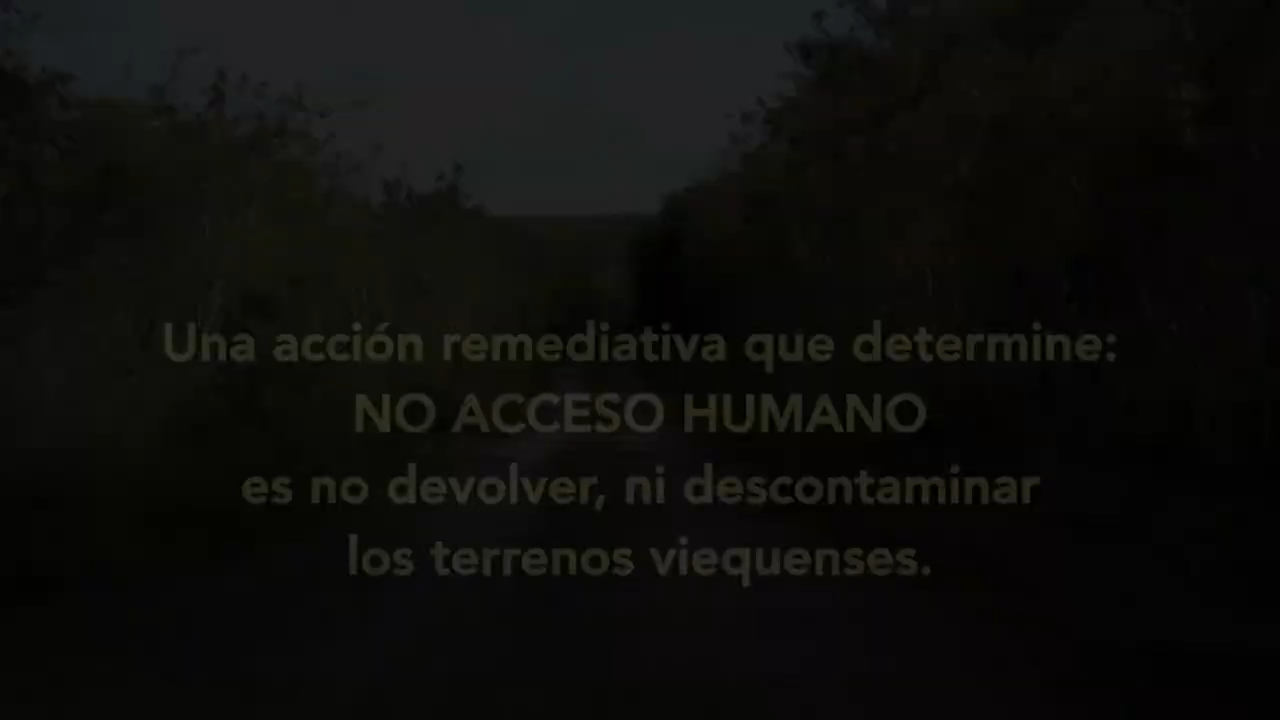 Una acción remediativa que determine:
NO ACCESO HUMANO
es no devolver, ni descontaminar
los terrenos viequenses.